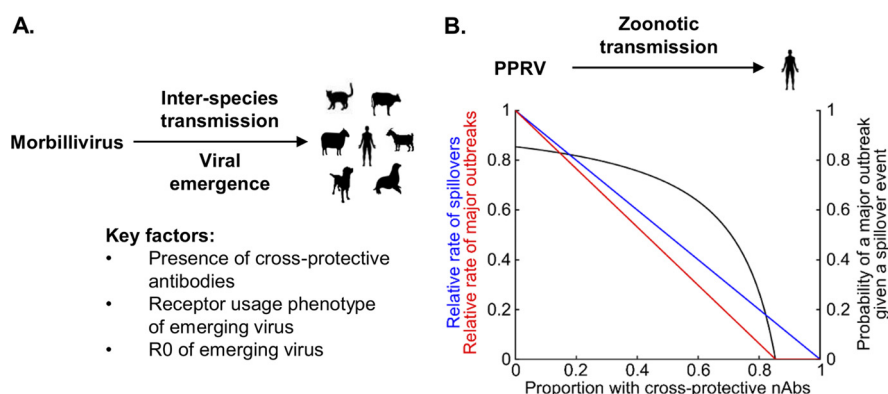 A.
Morbillivirus
Inter-species
transmission
Viral
emergence
Key factors:
• Presence of cross-protective
antibodies
• Receptor usage phenotype
of emerging virus
• R0 of emerging virus
B.
Zoonotic
transmission
PPRV
Relative rate of spillovers
Relative rate of major outbreaks
1
0.8
0.6
0.4
0.2
0
0
0.2
0.4
0.6
0.8
1
Proportion with cross-protective nAbs
1
0.8
0.6
0.4
0.2
0
Probability of a major outbreak
given a spillover event